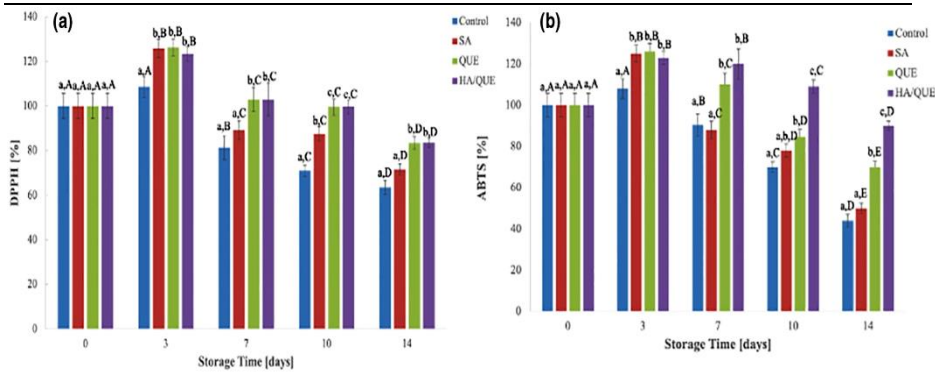 (a)
140
120
100
80
60
40
20
0
DPPH [%]
a,A a,A a,A a,A
a,A b,B b,B b,B
a,B a,C b,C b,C
a,C b,C c,C c,C
a,D a,D b,D b,D
0 3 7 10 14
Storage Time [days]
Control
SA
QUE
HA/QUE
(b)
140
120
100
80
60
40
20
0
ABTS [%]
a,A a,A a,A a,A
a,A b,B b,B b,B
a,B a,C b,C b,B
a,C a,b,D b,D c,C
a,D a,E b,E c,D
0 3 7 10 14
Storage Time [days]
Control
SA
QUE
HA/QUE